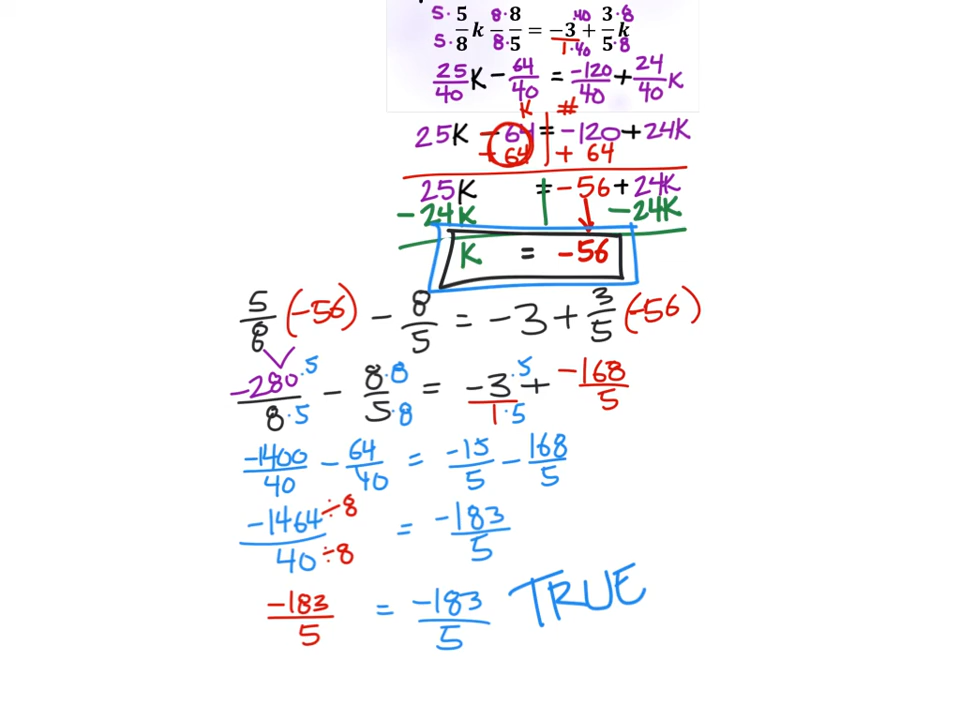 5· 5/8 k 8· 8/5 = -3 ·40 + 3·8/5 k
5· 8· 1·40 ·8
25/40 K - 64/40 = -120/40 + 24/40 K
K #
25K - 64 = -120 + 24K
+ 64 + 64
25K = -56 + 24K
- 24K - 24K
K = -56
5/8 (-56) - 8/5 = -3 + 3/5 (-56)
-280·5/8·5 - 8·8/5·8 = -3·5/1·5 + -168/5
-1400/40 - 64/40 = -15/5 - 168/5
-1464÷8/40÷8 = -183/5
-183/5 = -183/5 TRUE